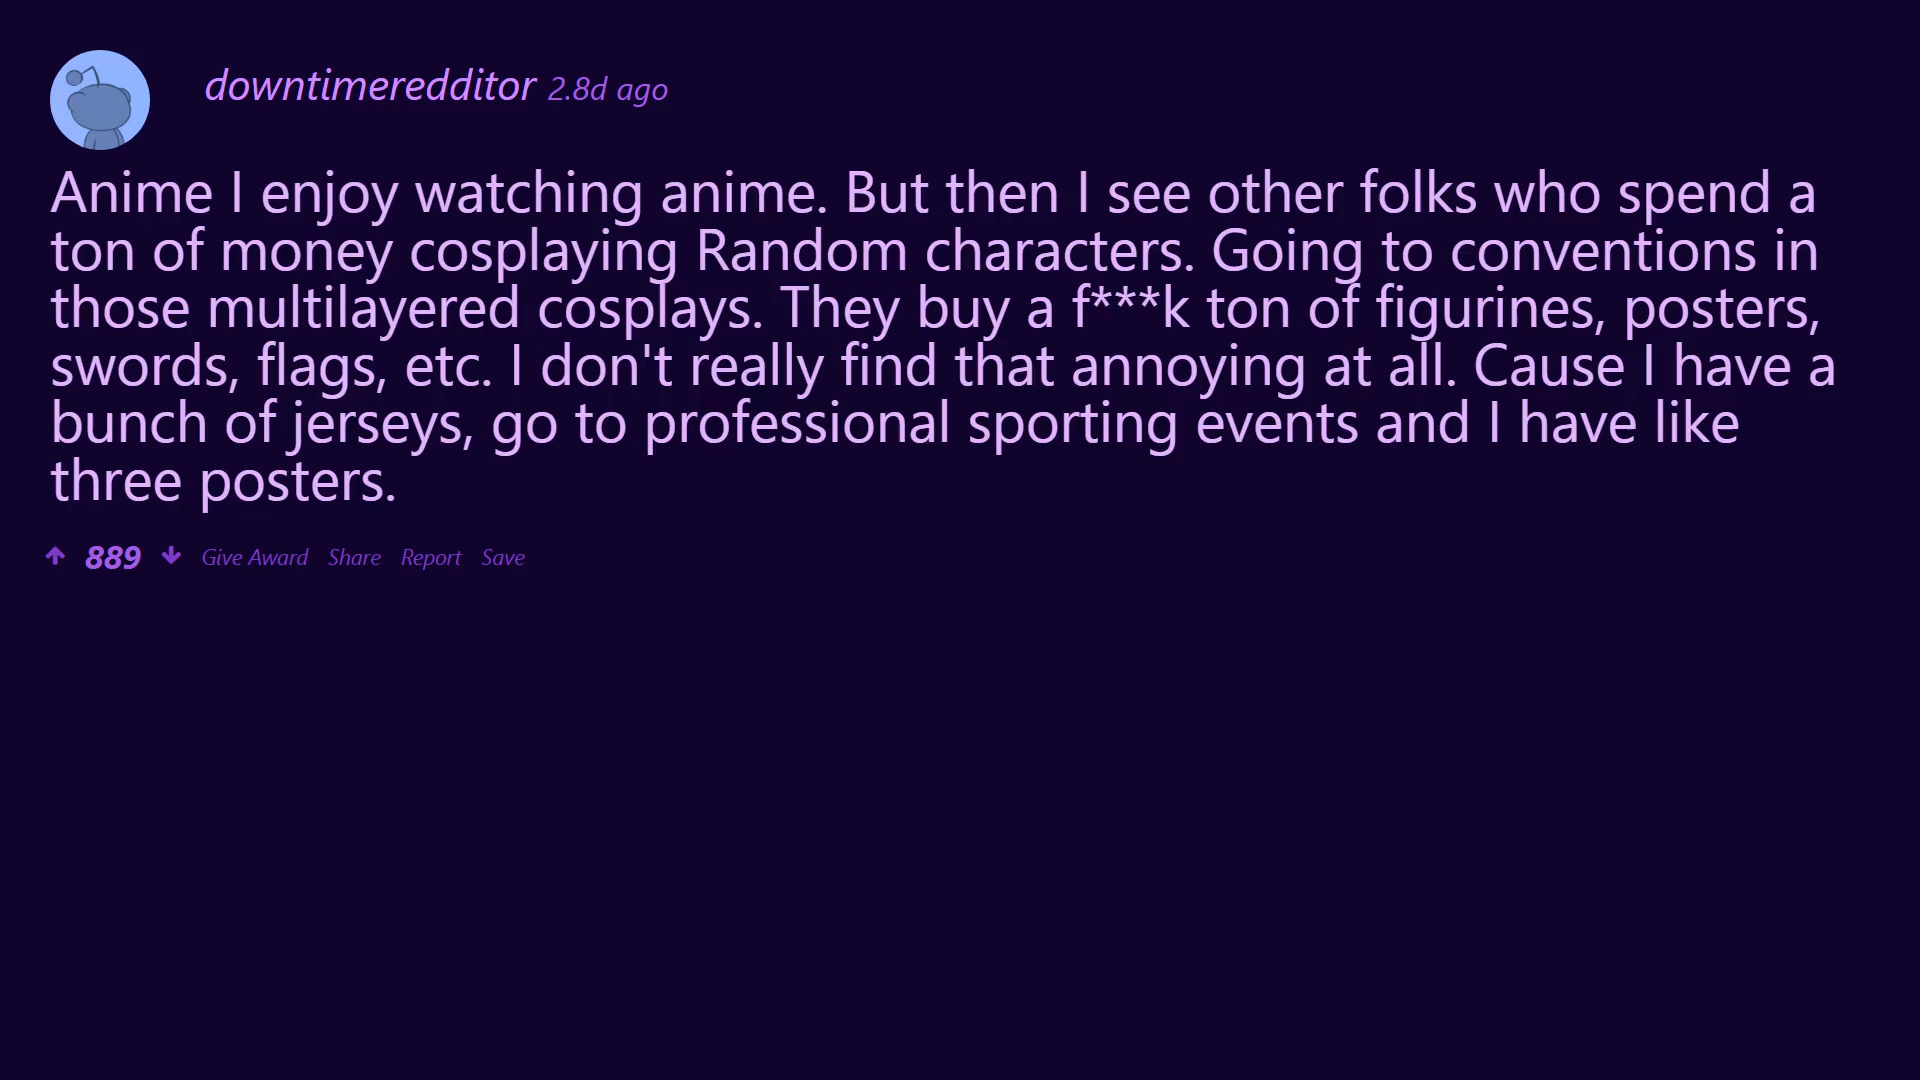 downtimeredditor 2.8d ago
Anime I enjoy watching anime. But then I see other folks who spend a
ton of money cosplaying Random characters. Going to conventions in
those multilayered cosplays. They buy a f***k ton of figurines, posters,
swords, flags, etc. I don't really find that annoying at all. Cause I have a
bunch of jerseys, go to professional sporting events and I have like
three posters.
889 Give Award Share Report Save